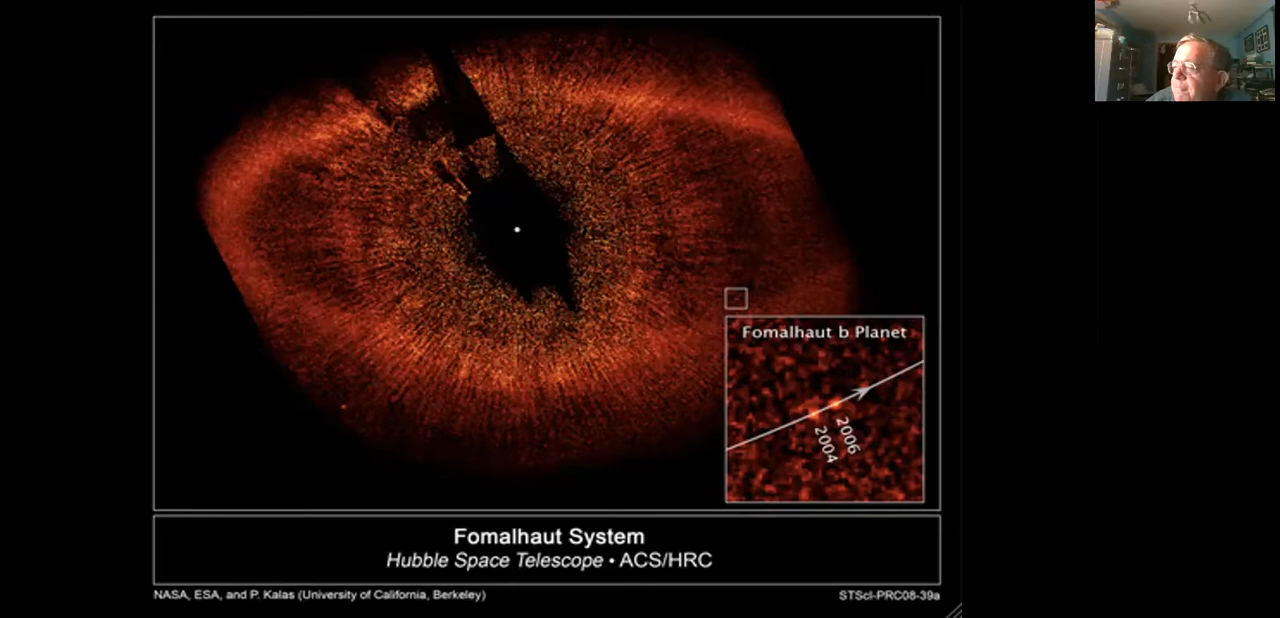 Fomalhaut b Planet
2006
2004
Fomalhaut System
Hubble Space Telescope • ACS/HRC
NASA, ESA, and P. Kalas (University of California, Berkeley)
STScI-PRC08-39a